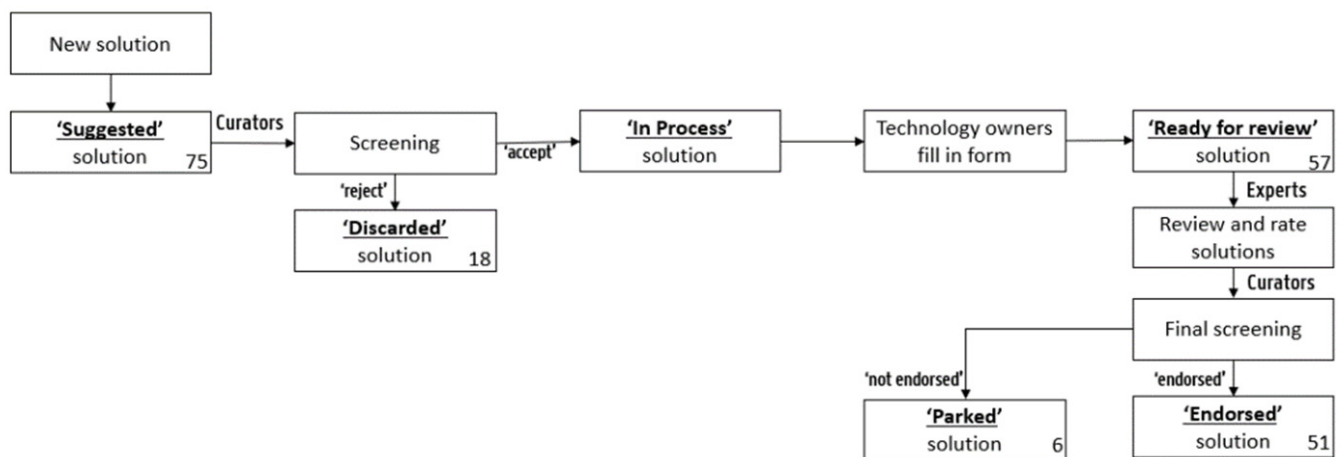 New solution
‘Suggested’
solution
75
Curators
Screening
‘accept’
‘reject’
‘Discarded’
solution
18
‘In Process’
solution
Technology owners
fill in form
‘Ready for review’
solution
57
Experts
Review and rate
solutions
Curators
Final screening
‘not endorsed’
‘endorsed’
‘Parked’
solution
6
‘Endorsed’
solution
51